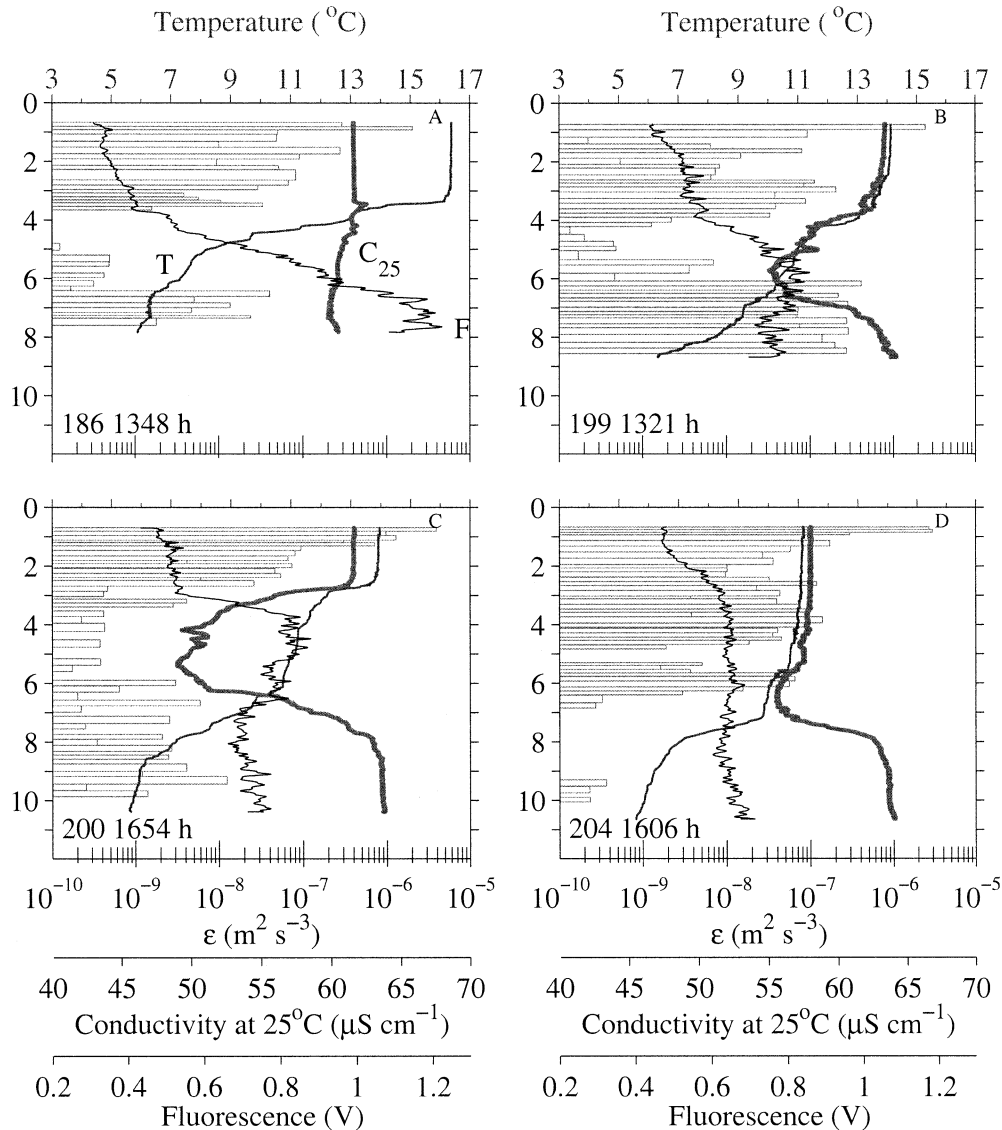 Temperature (°C) Temperature (°C)
3 5 7 9 11 13 15 17 3 5 7 9 11 13 15 17
0 A 0 B
2 2
4 4
T C₂₅
6 6
F
8 8
10 10
186 1348 h 199 1321 h
0 C 0 D
2 2
4 4
6 6
8 8
10 10
200 1654 h 204 1606 h
10⁻¹⁰ 10⁻⁹ 10⁻⁸ 10⁻⁷ 10⁻⁶ 10⁻⁵ 10⁻¹⁰ 10⁻⁹ 10⁻⁸ 10⁻⁷ 10⁻⁶ 10⁻⁵
ε (m² s⁻³) ε (m² s⁻³)
40 45 50 55 60 65 70 40 45 50 55 60 65 70
Conductivity at 25°C (μS cm⁻¹) Conductivity at 25°C (μS cm⁻¹)
0.2 0.4 0.6 0.8 1 1.2 0.2 0.4 0.6 0.8 1 1.2
Fluorescence (V) Fluorescence (V)